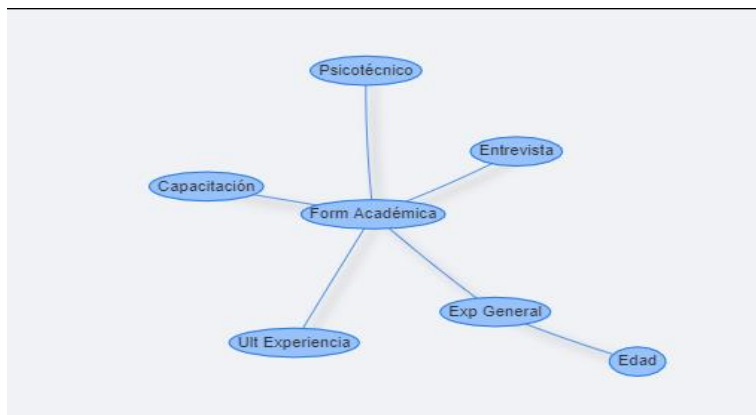 Psicotécnico
Entrevista
Capacitación
Form Académica
Exp General
Ult Experiencia
Edad